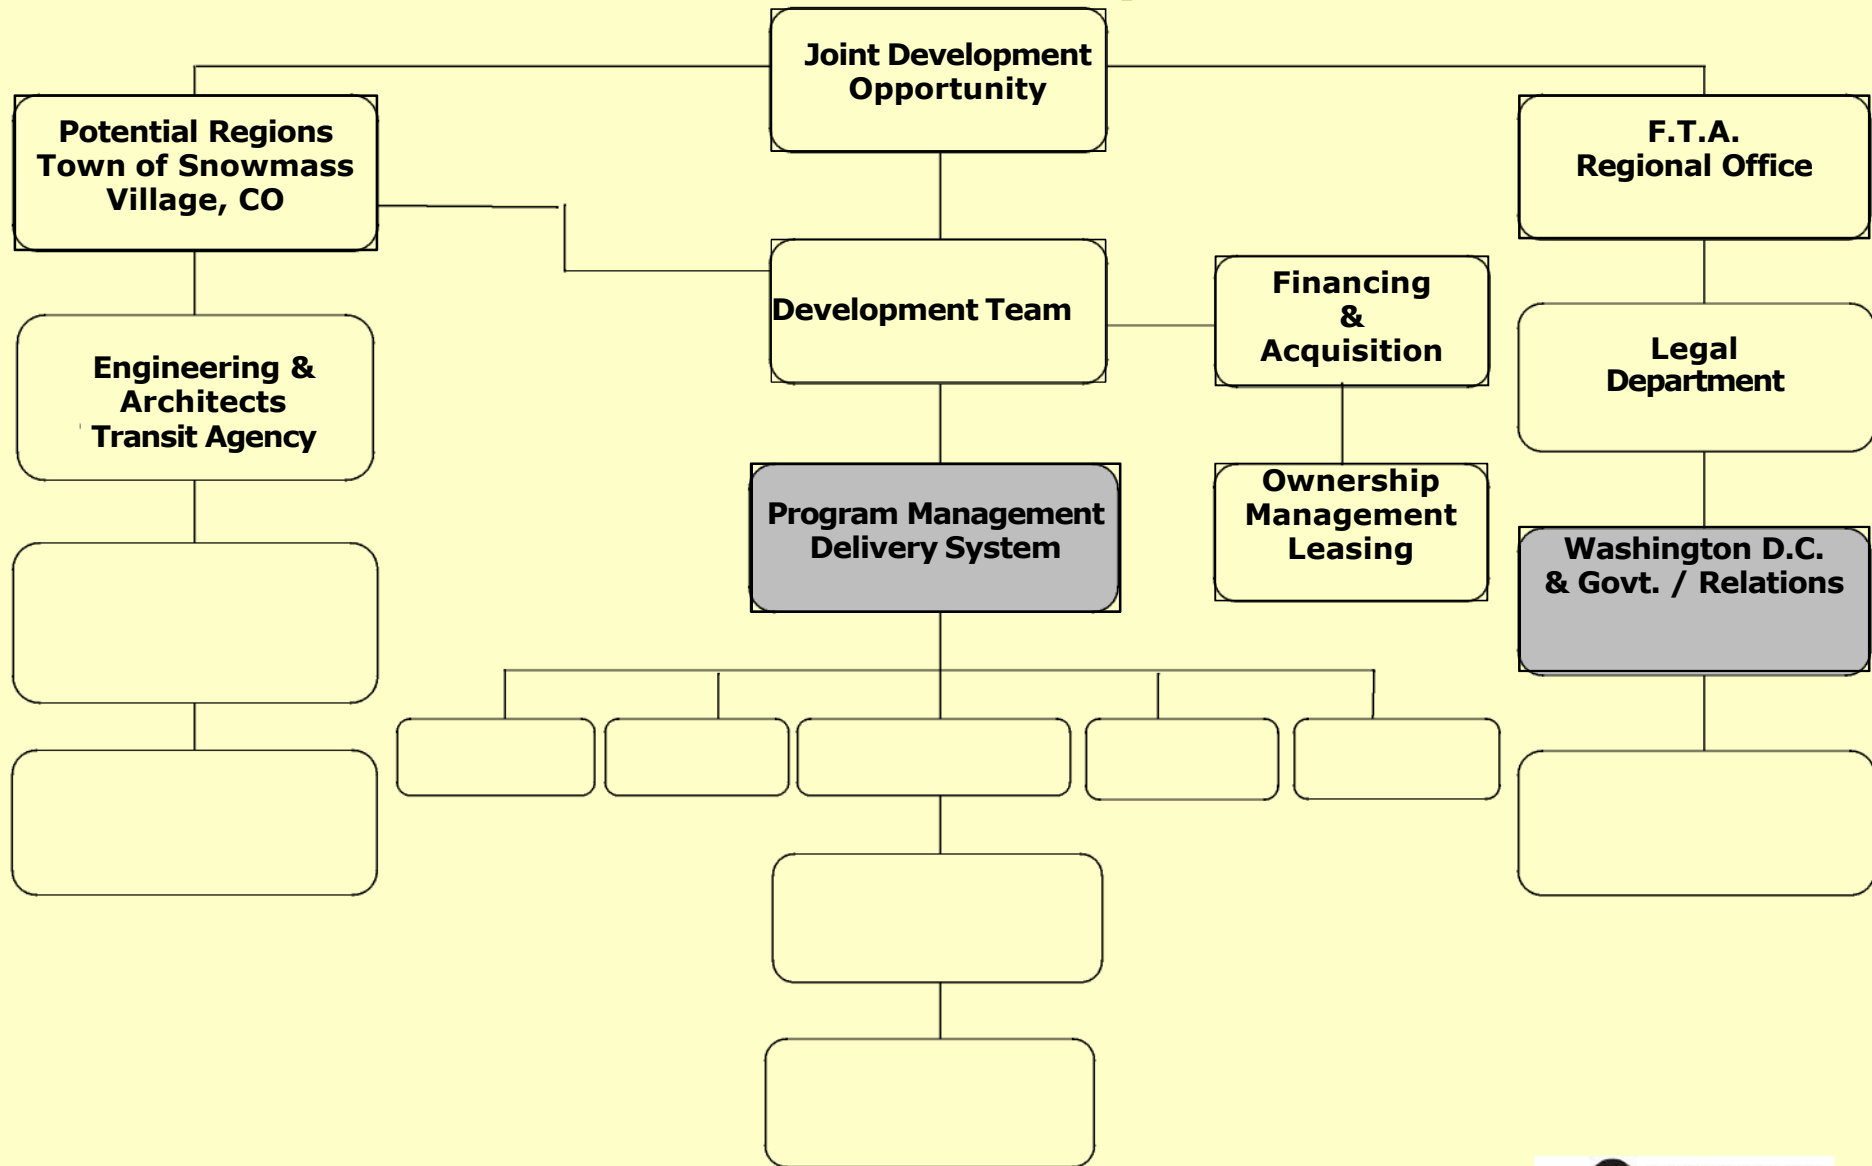 Joint Development
Opportunity
Potential Regions
Town of Snowmass
Village, CO
F.T.A.
Regional Office
Development Team
Financing
&
Acquisition
Engineering &
Architects
Transit Agency
Legal
Department
Program Management
Delivery System
Ownership
Management
Leasing
Washington D.C.
& Govt. / Relations